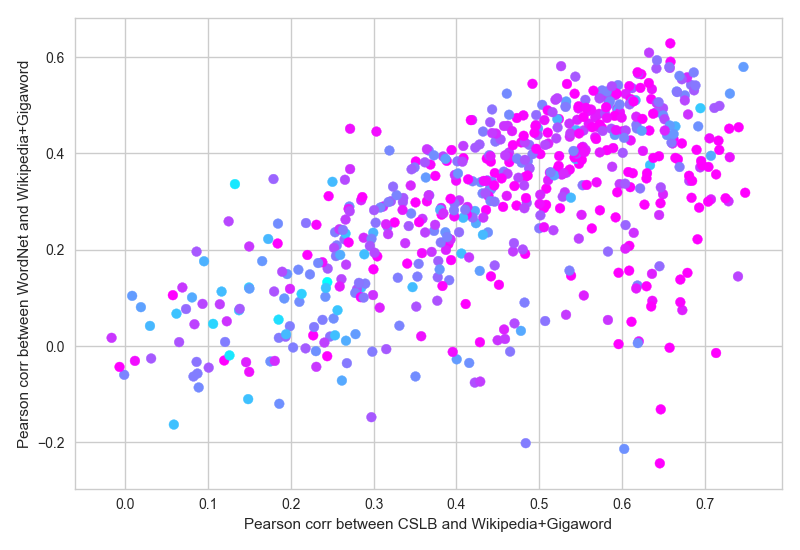 Pearson corr between WordNet and Wikipedia+Gigaword
0.6
0.4
0.2
0.0
−0.2
0.0 0.1 0.2 0.3 0.4 0.5 0.6 0.7
Pearson corr between CSLB and Wikipedia+Gigaword